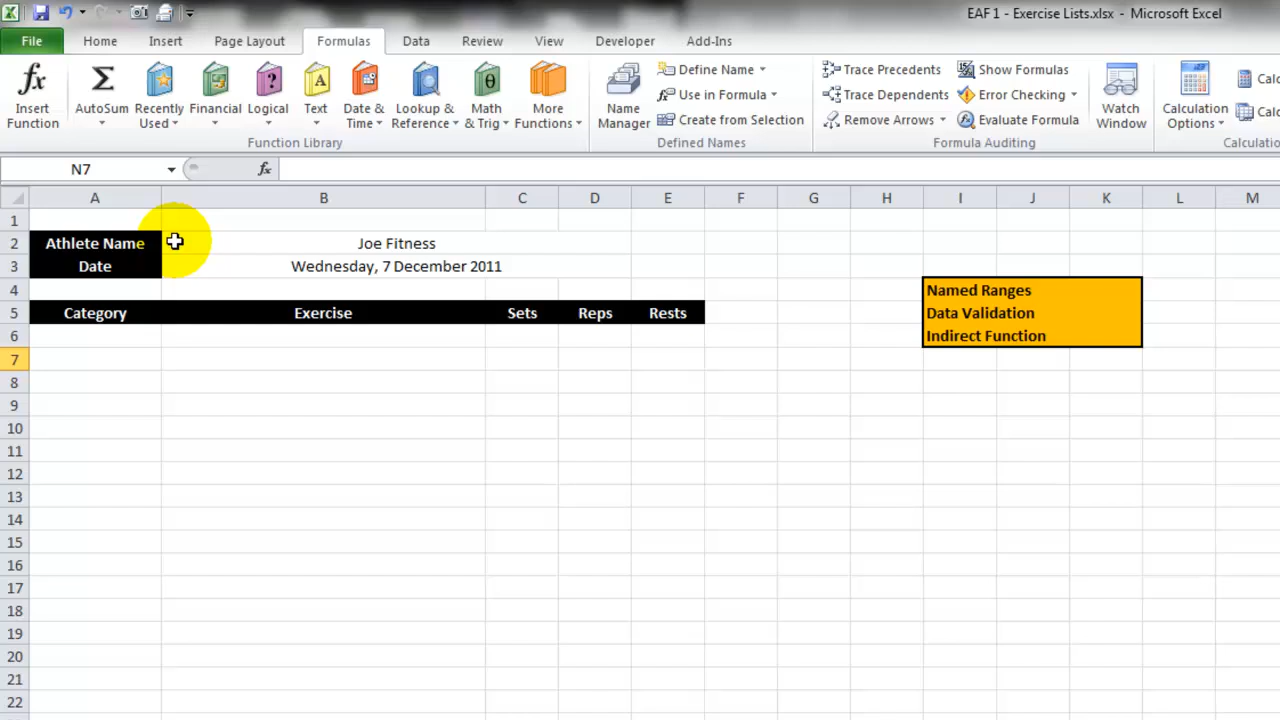 EAF 1 - Exercise Lists.xlsx - Microsoft Excel
File Home Insert Page Layout Formulas Data Review View Developer Add-Ins
fx Insert Function
Σ AutoSum
Recently Used
Financial
Logical
Text
Date & Time
Lookup & Reference
Math & Trig
More Functions
Function Library
Name Manager
Define Name
Use in Formula
Create from Selection
Defined Names
Trace Precedents
Trace Dependents
Remove Arrows
Show Formulas
Error Checking
Evaluate Formula
Formula Auditing
Watch Window
Calculation Options
Calc
Calc
Calculatio
N7 fx
A B C D E F G H I J K L M
1
2 Athlete Name Joe Fitness
3 Date Wednesday, 7 December 2011
4 Named Ranges
5 Category Exercise Sets Reps Rests Data Validation
6 Indirect Function
7
8
9
10
11
12
13
14
15
16
17
18
19
20
21
22